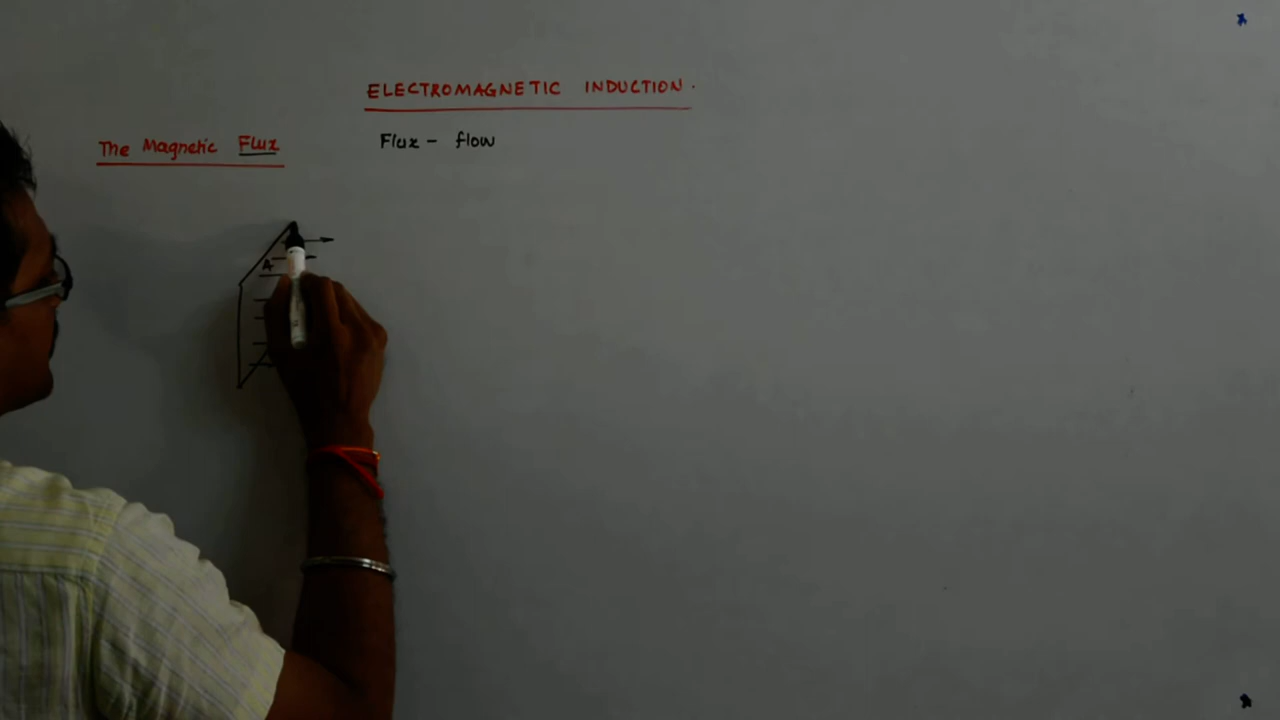 ELECTROMAGNETIC INDUCTION.
The Magnetic Flux
Flux - flow
A